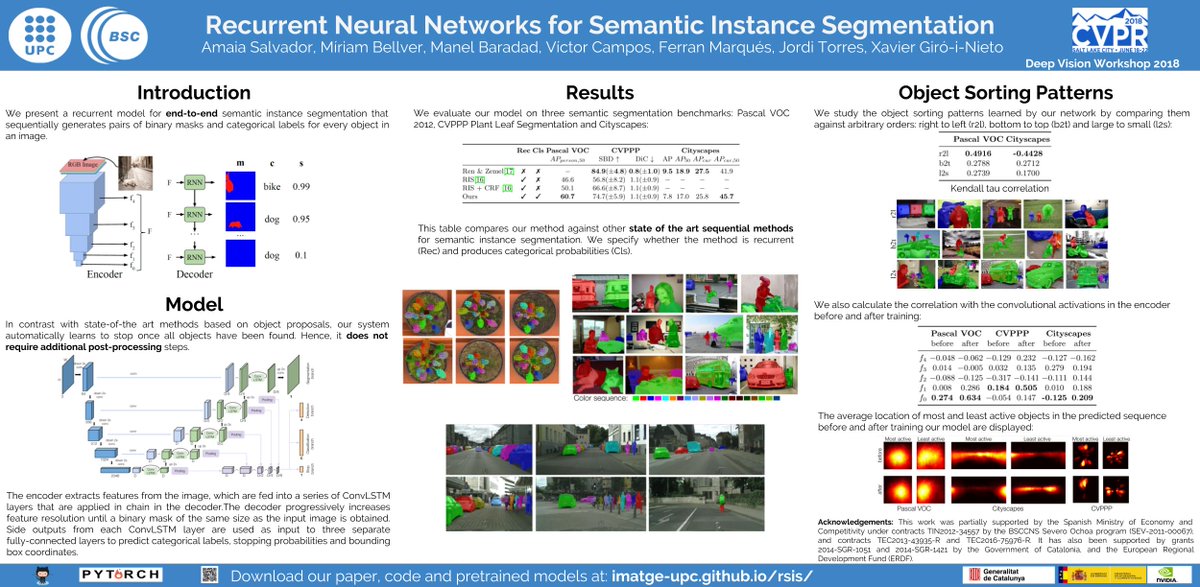 UPC
BSC
Recurrent Neural Networks for Semantic Instance Segmentation
Amaia Salvador, Míriam Bellver, Manel Baradad, Víctor Campos, Ferran Marqués, Jordi Torres, Xavier Giró-i-Nieto
2018
CVPR
SALT LAKE CITY • JUNE 18-22
Deep Vision Workshop 2018
Introduction
We present a recurrent model for end-to-end semantic instance segmentation that
sequentially generates pairs of binary masks and categorical labels for every object in
an image.
RGB Image
m c s
F RNN bike 0.99
F RNN dog 0.95
...
F RNN dog 0.1
F
Encoder
Decoder
Model
In contrast with state-of-the art methods based on object proposals, our system
automatically learns to stop once all objects have been found. Hence, it does not
require additional post-processing steps.
The encoder extracts features from the image, which are fed into a series of ConvLSTM
layers that are applied in chain in the decoder.The decoder progressively increases
feature resolution until a binary mask of the same size as the input image is obtained.
Side outputs from each ConvLSTM layer are used as input to three separate
fully-connected layers to predict categorical labels, stopping probabilities and bounding
box coordinates.
Results
We evaluate our model on three semantic segmentation benchmarks: Pascal VOC
2012, CVPPP Plant Leaf Segmentation and Cityscapes:
Rec Cls Pascal VOC CVPPP Cityscapes
APperson,50 SBD ↑ DiC ↓ AP AP50 APcar APcar,50
Ren & Zemel[17] ✗ ✗ – 84.9(±4.8) 0.8(±1.0) 9.5 18.9 27.5 41.9
RIS[16] ✓ ✗ 46.6 56.8(±8.2) 1.1(±0.9) – – – –
RIS + CRF [16] ✓ ✗ 50.1 66.6(±8.7) 1.1(±0.9) – – – –
Ours ✓ ✓ 60.7 74.7(±5.9) 1.1(±0.9) 7.8 17.0 25.8 45.7
This table compares our method against other state of the art sequential methods
for semantic instance segmentation. We specify whether the method is recurrent
(Rec) and produces categorical probabilities (Cls).
Color sequence:
Object Sorting Patterns
We study the object sorting patterns learned by our network by comparing them
against arbitrary orders: right to left (r2l), bottom to top (b2t) and large to small (l2s):
Pascal VOC Cityscapes
r2l 0.4916 -0.4428
b2t 0.2788 0.2712
l2s 0.2739 0.1700
Kendall tau correlation
r2l
b2t
l2s
We also calculate the correlation with the convolutional activations in the encoder
before and after training:
Pascal VOC CVPPP Cityscapes
before after before after before after
f4 −0.048 −0.062 −0.129 0.232 −0.127 −0.162
f3 0.014 −0.005 0.032 0.135 0.279 0.194
f2 −0.088 −0.125 −0.317 −0.141 −0.111 0.144
f1 0.008 0.286 0.184 0.505 0.010 0.188
f0 0.274 0.634 −0.054 0.147 -0.125 0.209
The average location of most and least active objects in the predicted sequence
before and after training our model are displayed:
Most active Least active Most active Least active Most active Least active
before
after
Pascal VOC Cityscapes CVPPP
Acknowledgements: This work was partially supported by the Spanish Ministry of Economy and
Competitivity under contracts TIN2012-34557 by the BSCCNS Severo Ochoa program (SEV-2011-00067),
and contracts TEC2013-43935-R and TEC2016-75976-R. It has also been supported by grants
2014-SGR-1051 and 2014-SGR-1421 by the Government of Catalonia, and the European Regional
Development Fund (ERDF).
PYTORCH
Download our paper, code and pretrained models at: imatge-upc.github.io/rsis/
Generalitat
de Catalunya
NVIDIA